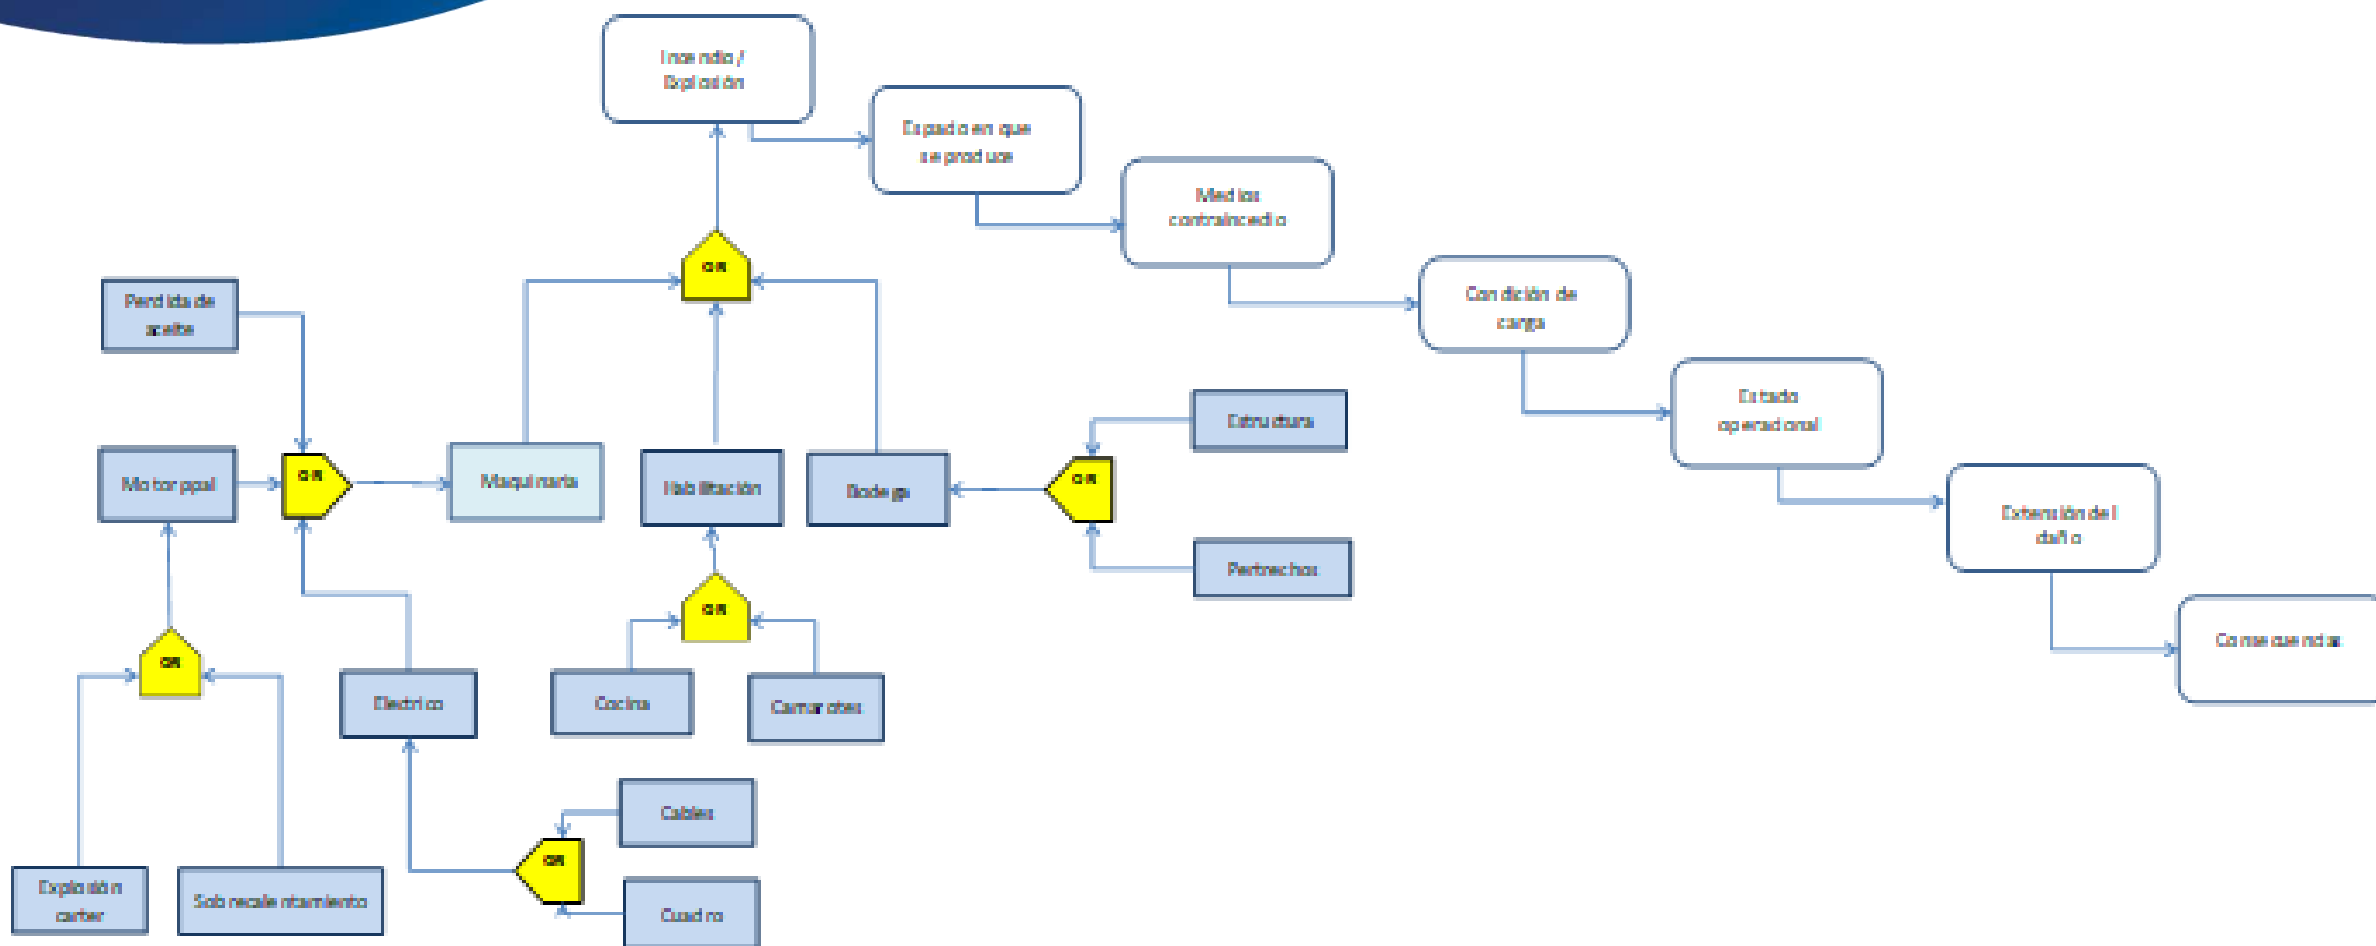 Incendio /
Explosión
Espacio en que
se produce
Medios
contraincedio
Condición de
carga
Estado
operacional
Extensión del
daño
Consecuencias
OR
Perdida de
aceite
Motor ppal
OR
Maquinaria
Habilitación
Bodega
OR
Estructura
Pertrechos
OR
OR
Electrico
Cocina
Camarotes
Explosión
carter
Sobrecalentamiento
OR
Cables
Cuadro